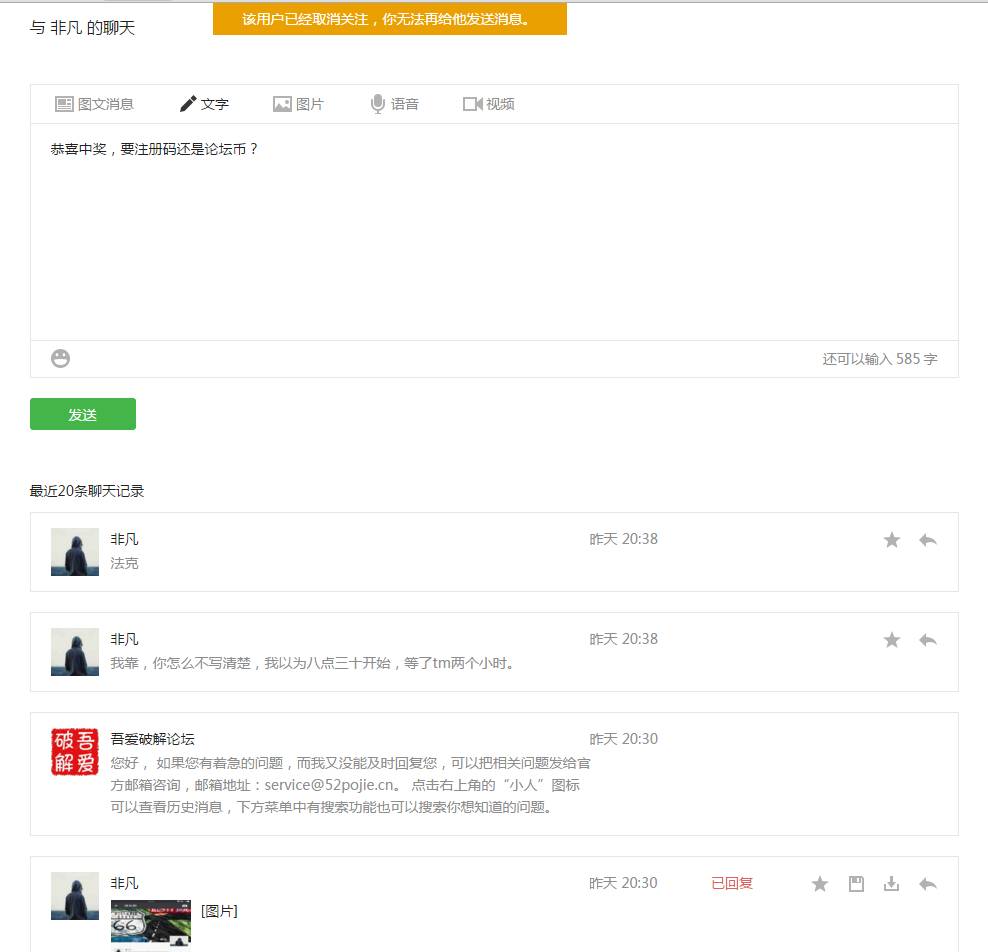 该用户已经取消关注，你无法再给他发送消息。
与 非凡 的聊天
图文消息 文字 图片 语音 视频
恭喜中奖，要注册码还是论坛币？
还可以输入 585 字
发送
最近20条聊天记录
非凡 昨天 20:38
法克
非凡 昨天 20:38
我靠，你怎么不写清楚，我以为八点三十开始，等了tm两个小时。
破吾解爱
吾爱破解论坛 昨天 20:30
您好， 如果您有着急的问题，而我又没能及时回复您，可以把相关问题发给官
方邮箱咨询，邮箱地址：service@52pojie.cn。 点击右上角的“小人”图标
可以查看历史消息，下方菜单中有搜索功能也可以搜索你想知道的问题。
非凡 昨天 20:30 已回复
66
[图片]